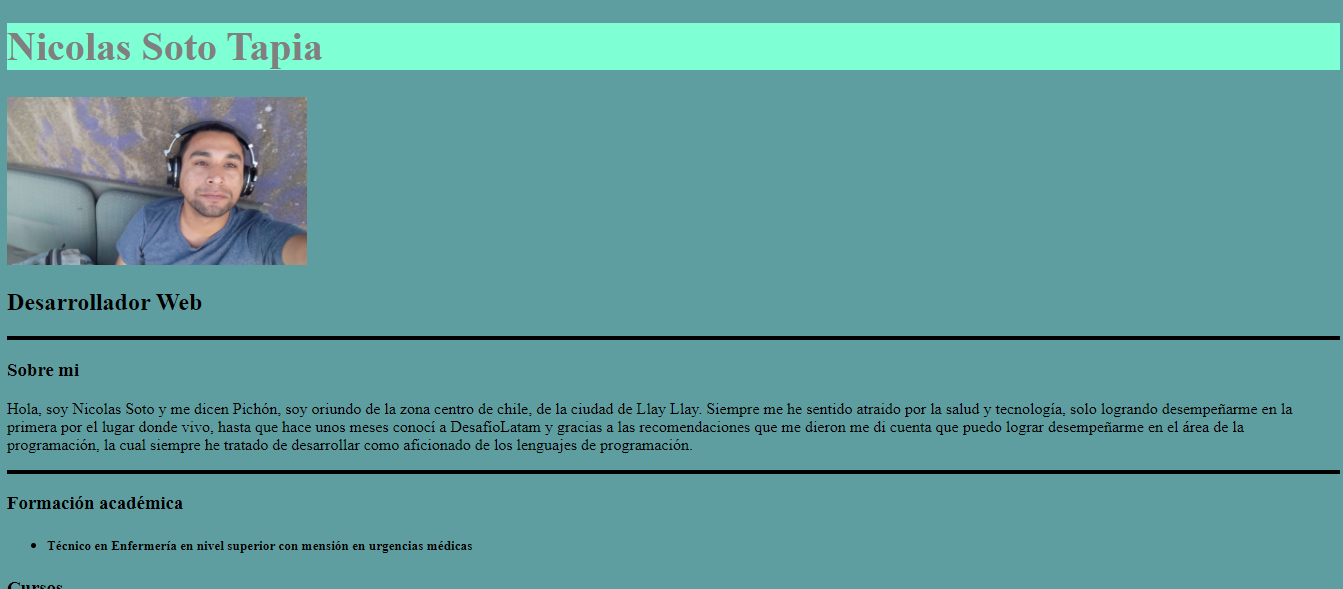 Nicolas Soto Tapia
Desarrollador Web
Sobre mi
Hola, soy Nicolas Soto y me dicen Pichón, soy oriundo de la zona centro de chile, de la ciudad de Llay Llay. Siempre me he sentido atraido por la salud y tecnología, solo logrando desempeñarme en la
primera por el lugar donde vivo, hasta que hace unos meses conocí a DesafíoLatam y gracias a las recomendaciones que me dieron me di cuenta que puedo lograr desempeñarme en el área de la
programación, la cual siempre he tratado de desarrollar como aficionado de los lenguajes de programación.
Formación académica
Técnico en Enfermería en nivel superior con mensión en urgencias médicas
Cursos